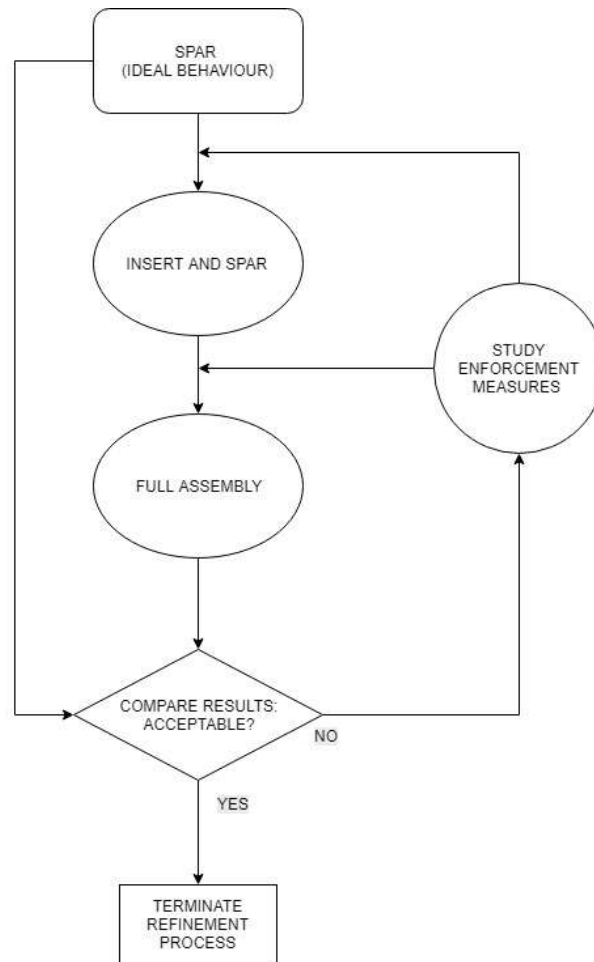 SPAR
(IDEAL BEHAVIOUR)
INSERT AND SPAR
STUDY
ENFORCEMENT
MEASURES
FULL ASSEMBLY
COMPARE RESULTS:
ACCEPTABLE?
NO
YES
TERMINATE
REFINEMENT
PROCESS